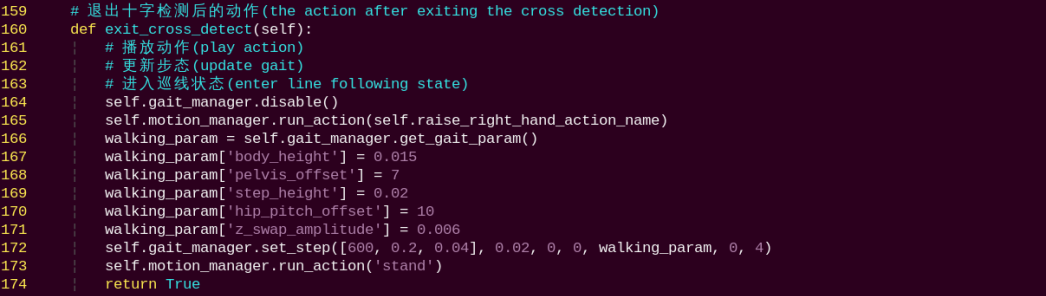 159     # 退出十字检测后的动作(the action after exiting the cross detection)
160     def exit_cross_detect(self):
161     ¦   # 播放动作(play action)
162     ¦   # 更新步态(update gait)
163     ¦   # 进入巡线状态(enter line following state)
164     ¦   self.gait_manager.disable()
165     ¦   self.motion_manager.run_action(self.raise_right_hand_action_name)
166     ¦   walking_param = self.gait_manager.get_gait_param()
167     ¦   walking_param['body_height'] = 0.015
168     ¦   walking_param['pelvis_offset'] = 7
169     ¦   walking_param['step_height'] = 0.02
170     ¦   walking_param['hip_pitch_offset'] = 10
171     ¦   walking_param['z_swap_amplitude'] = 0.006
172     ¦   self.gait_manager.set_step([600, 0.2, 0.04], 0.02, 0, 0, walking_param, 0, 4)
173     ¦   self.motion_manager.run_action('stand')
174     ¦   return True